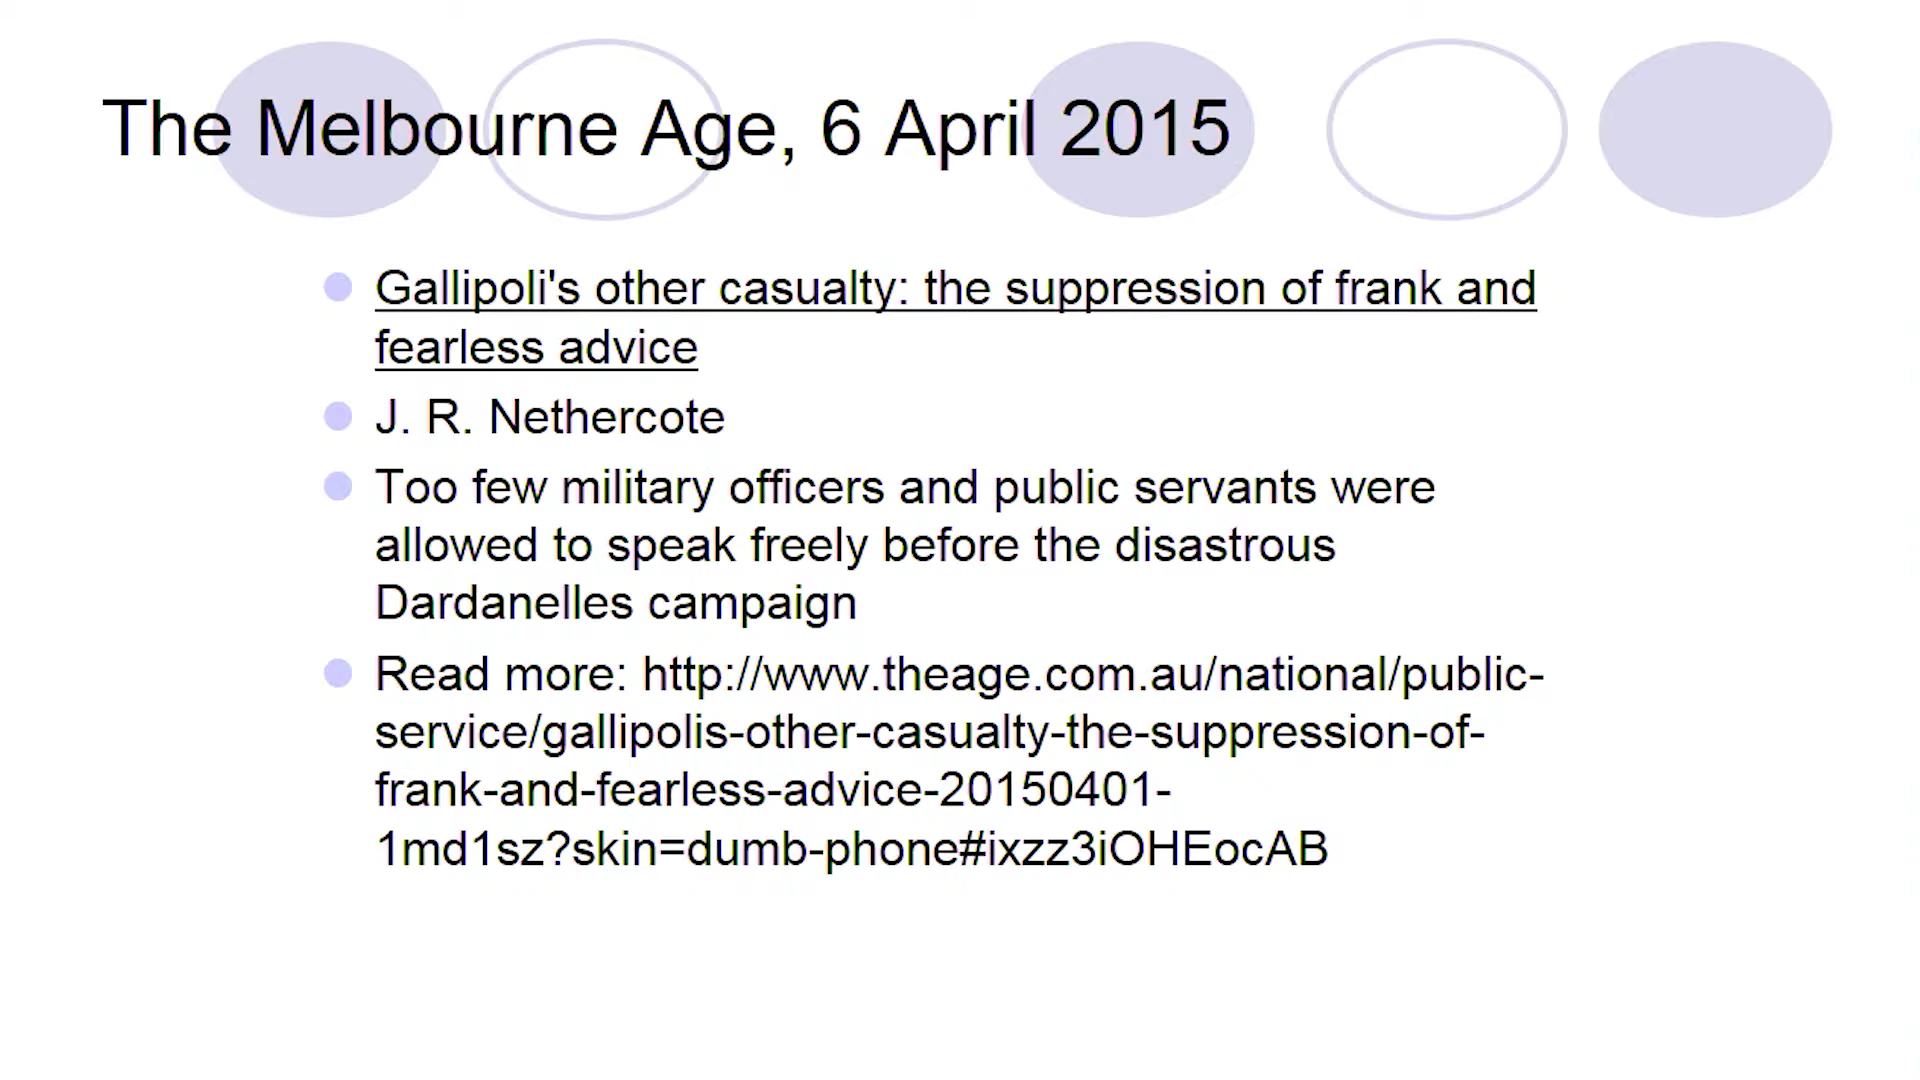 The Melbourne Age, 6 April 2015
Gallipoli's other casualty: the suppression of frank and
fearless advice
J. R. Nethercote
Too few military officers and public servants were
allowed to speak freely before the disastrous
Dardanelles campaign
Read more: http://www.theage.com.au/national/public-
service/gallipolis-other-casualty-the-suppression-of-
frank-and-fearless-advice-20150401-
1md1sz?skin=dumb-phone#ixzz3iOHEocAB